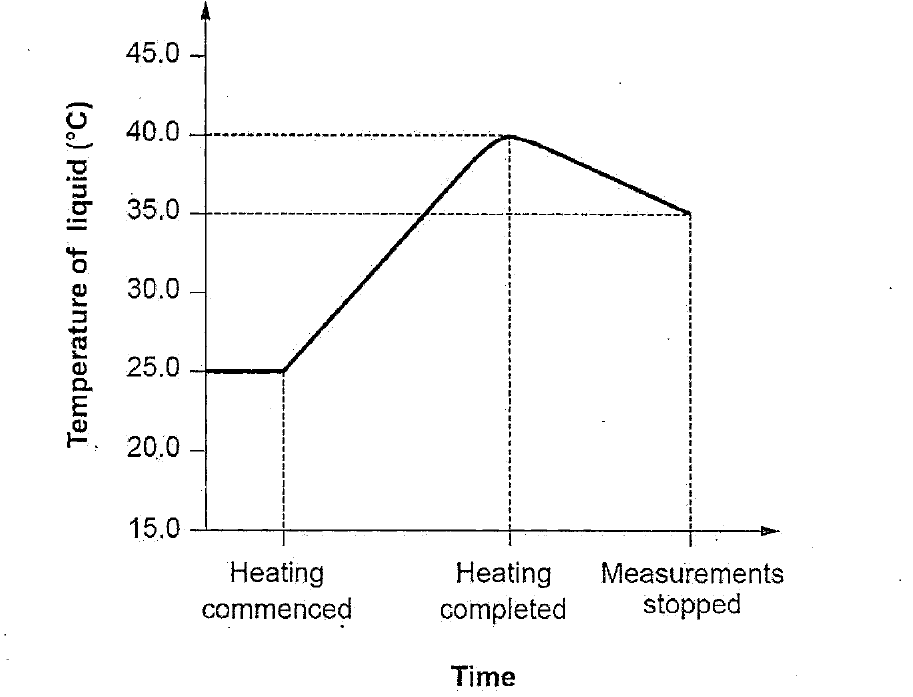 45.0
40.0
35.0
30.0
25.0
20.0
15.0
Temperature of liquid (°C)
Heating
commenced
Heating
completed
Measurements
stopped
Time